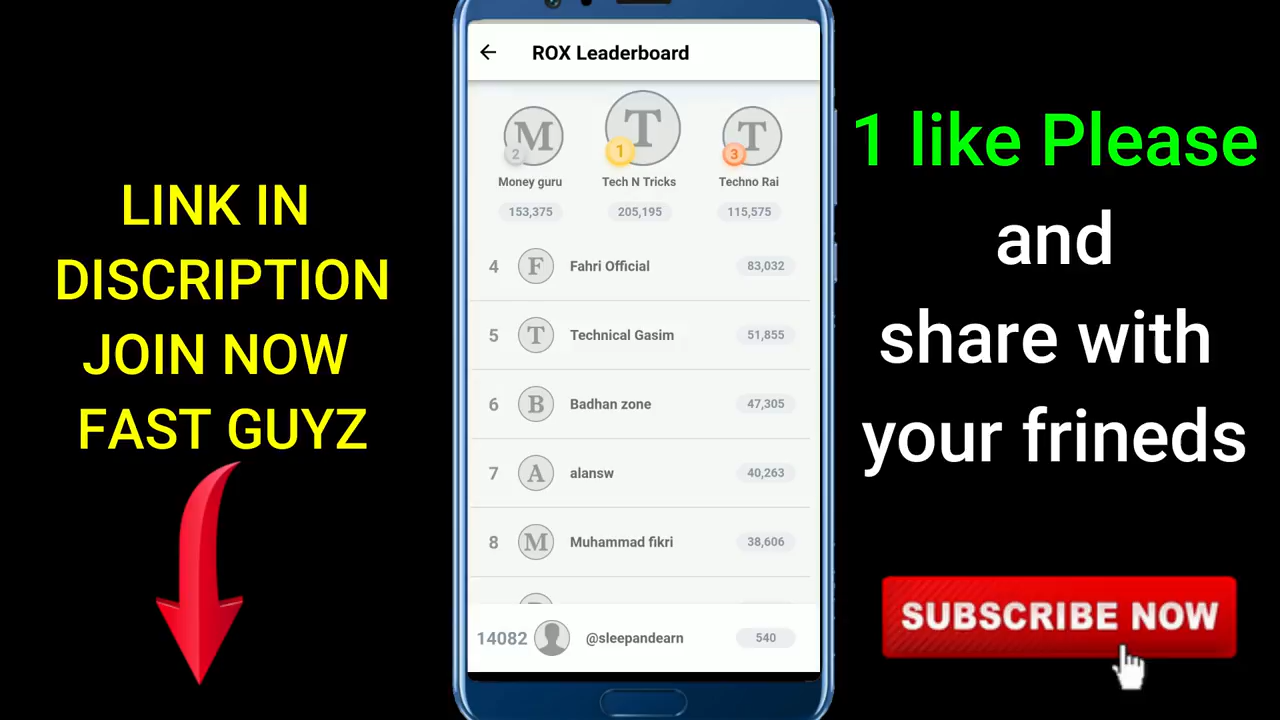 LINK IN
DISCRIPTION
JOIN NOW
FAST GUYZ
ROX Leaderboard
M T T
2 1 3
Money guru Tech N Tricks Techno Rai
153,375 205,195 115,575
4 F Fahri Official 83,032
5 T Technical Gasim 51,855
6 B Badhan zone 47,305
7 A alansw 40,263
8 M Muhammad fikri 38,606
14082 @sleepandearn 540
1 like Please
and
share with
your frineds
SUBSCRIBE NOW